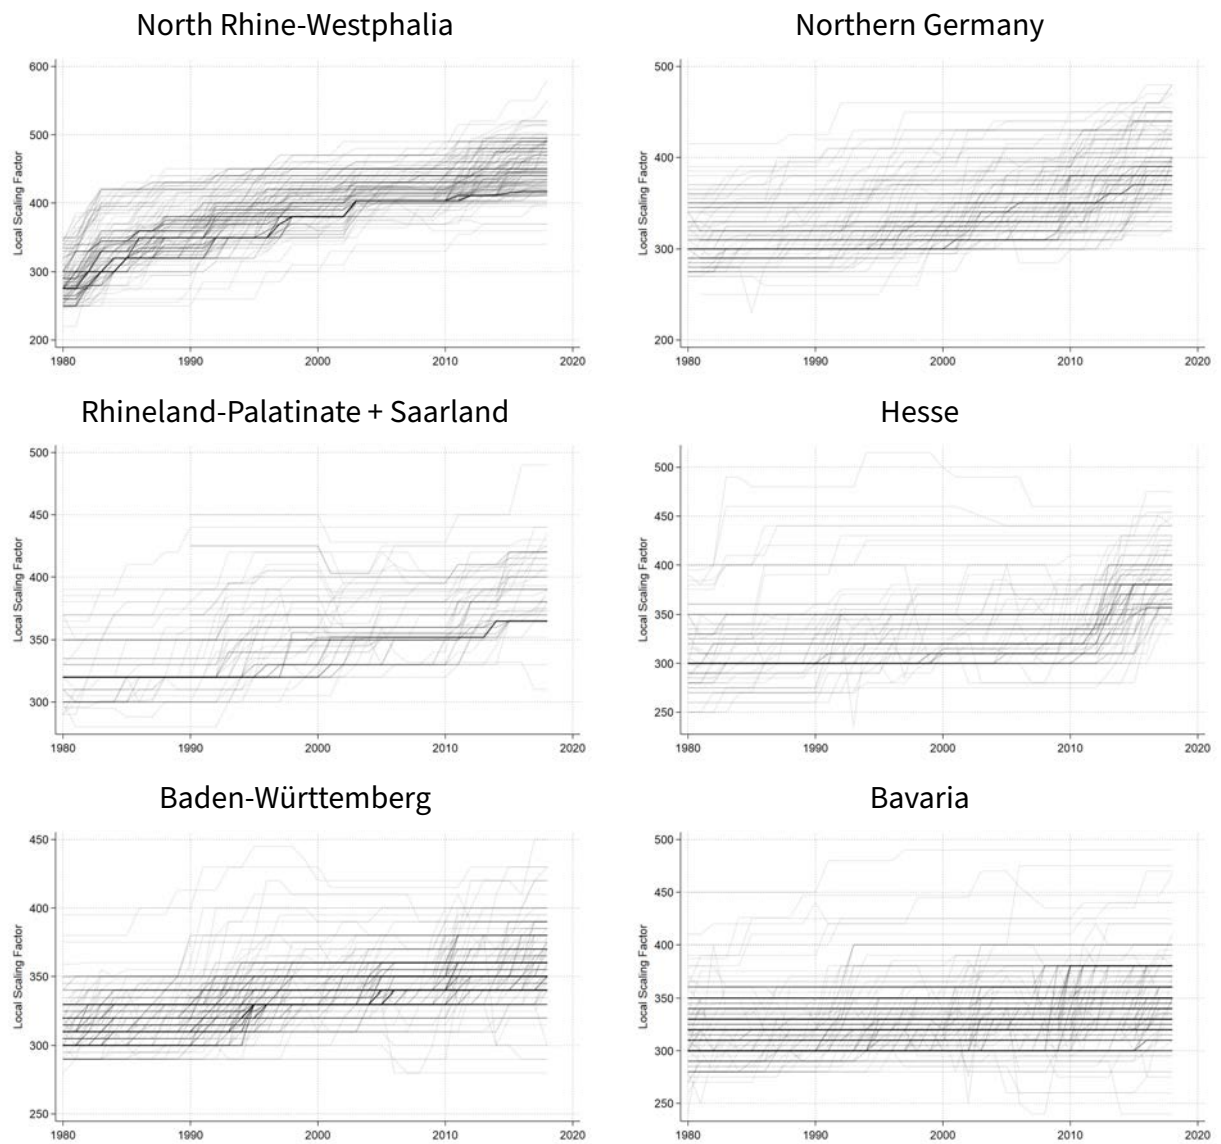 North Rhine-Westphalia
Local Scaling Factor
600
500
400
300
200
1980 1990 2000 2010 2020
Northern Germany
Local Scaling Factor
500
400
300
200
1980 1990 2000 2010 2020
Rhineland-Palatinate + Saarland
Local Scaling Factor
500
450
400
350
300
1980 1990 2000 2010 2020
Hesse
Local Scaling Factor
500
450
400
350
300
250
1980 1990 2000 2010 2020
Baden-Württemberg
Local Scaling Factor
450
400
350
300
250
1980 1990 2000 2010 2020
Bavaria
Local Scaling Factor
500
450
400
350
300
250
1980 1990 2000 2010 2020